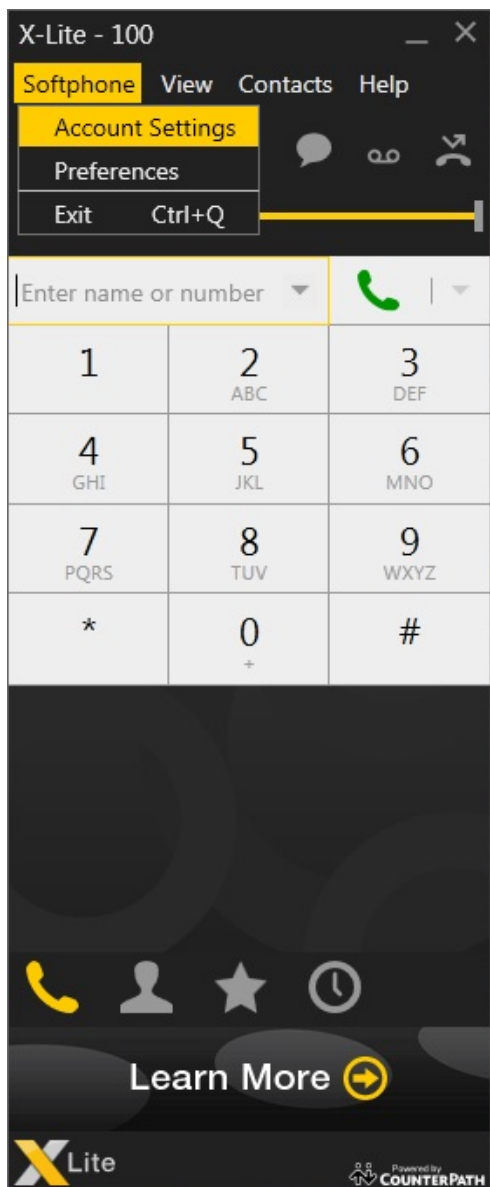 X-Lite - 100
Softphone View Contacts Help
Account Settings
Preferences
Exit Ctrl+Q
Enter name or number
1 2 3
ABC DEF
4 5 6
GHI JKL MNO
7 8 9
PQRS TUV WXYZ
* 0 #
+
Learn More
X Lite
Powered by
COUNTERPATH